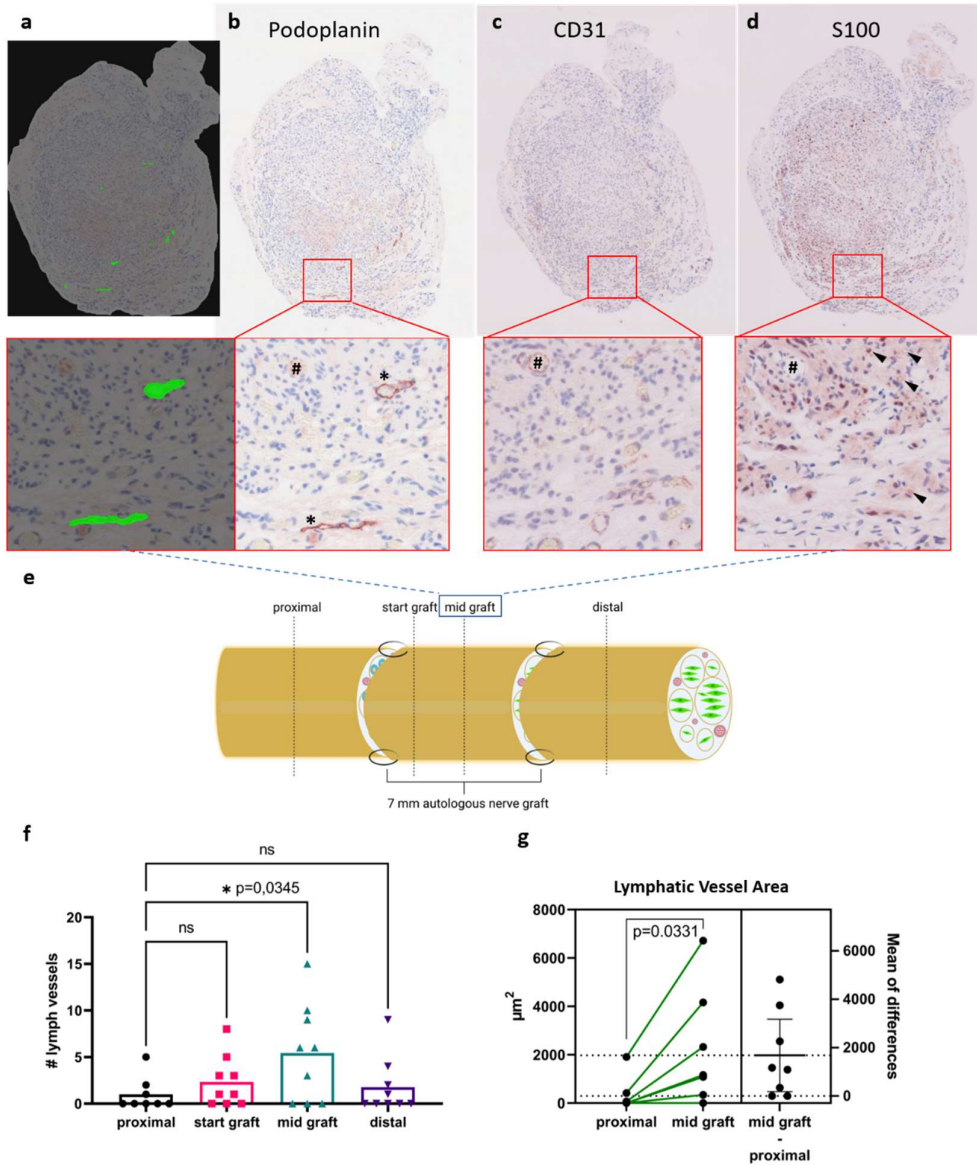 a
b
Podoplanin
c
CD31
d
S100
#
*
*
#
#
e
proximal
start graft
mid graft
distal
7 mm autologous nerve graft
f
ns
* p=0,0345
ns
20
15
10
5
0
# lymph vessels
proximal
start graft
mid graft
distal
g
Lymphatic Vessel Area
8000
6000
4000
2000
0
µm²
p=0.0331
6000
4000
2000
0
Mean of differences
proximal
mid graft
mid graft
-
proximal